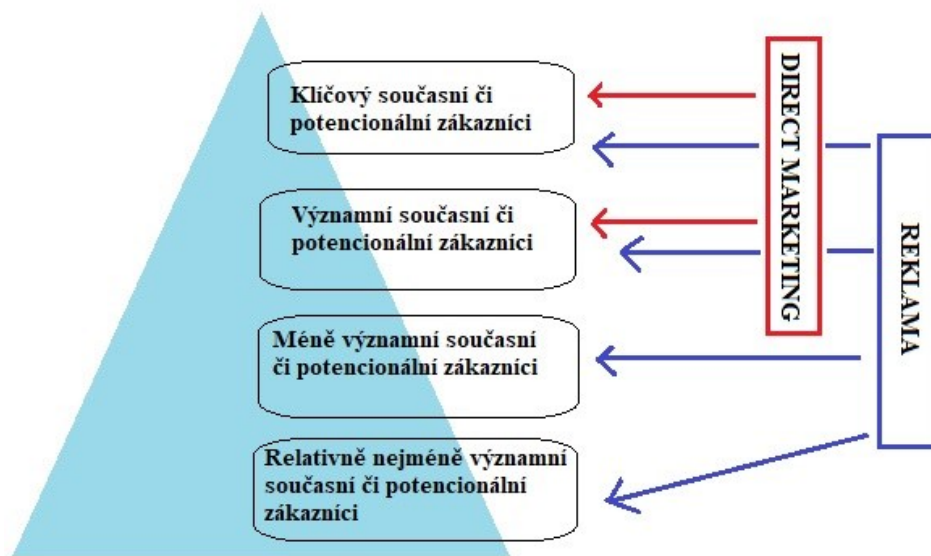 Klíčový současní či
potencionální zákazníci
Významní současní či
potencionální zákazníci
Méně významní současní
či potencionální zákazníci
Relativně nejméně významní
současní či potencionální
zákazníci
DIRECT MARKETING
REKLAMA